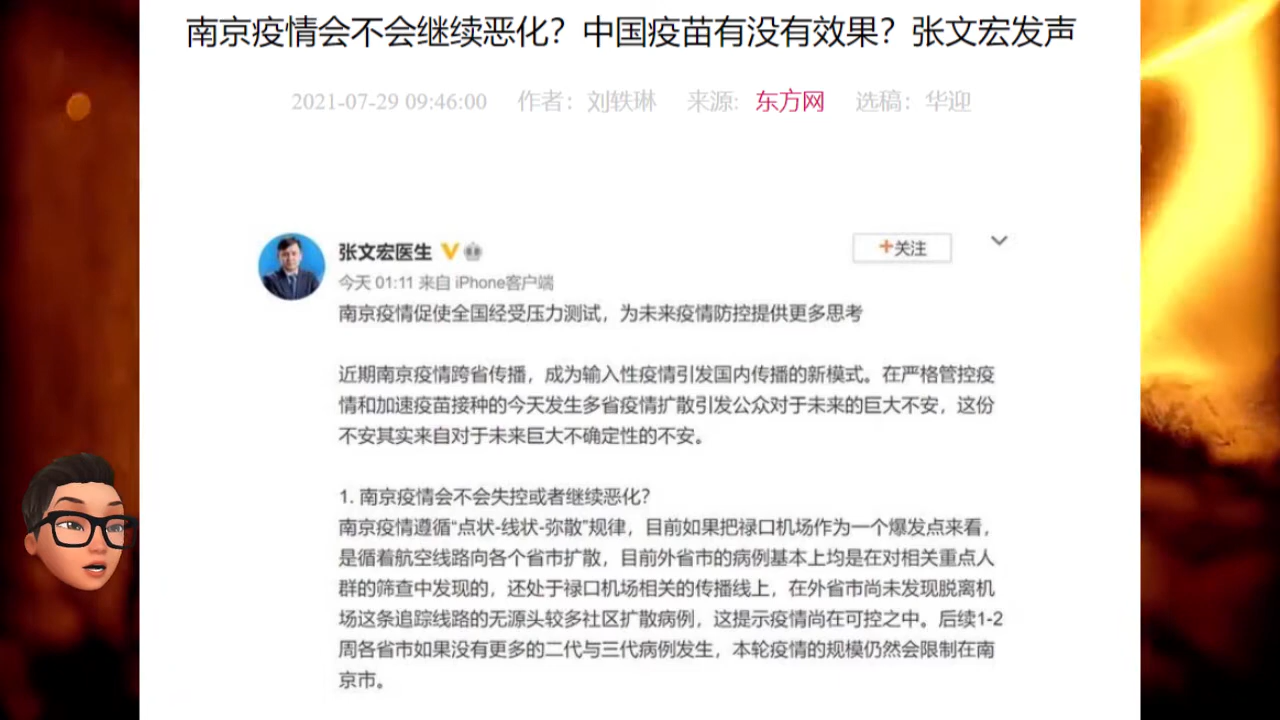 南京疫情会不会继续恶化？中国疫苗有没有效果？张文宏发声
2021-07-29 09:46:00 作者：刘轶琳 来源: 东方网 选稿：华迎
张文宏医生
+关注
今天 01:11 来自 iPhone客户端
南京疫情促使全国经受压力测试，为未来疫情防控提供更多思考
近期南京疫情跨省传播，成为输入性疫情引发国内传播的新模式。在严格管控疫
情和加速疫苗接种的今天发生多省疫情扩散引发公众对于未来的巨大不安，这份
不安其实来自对于未来巨大不确定性的不安。
1. 南京疫情会不会失控或者继续恶化？
南京疫情遵循“点状-线状-弥散”规律，目前如果把禄口机场作为一个爆发点来看，
是循着航空线路向各个省市扩散，目前外省市的病例基本上均是在对相关重点人
群的筛查中发现的，还处于禄口机场相关的传播线上，在外省市尚未发现脱离机
场这条追踪线路的无源头较多社区扩散病例，这提示疫情尚在可控之中。后续1-2
周各省市如果没有更多的二代与三代病例发生，本轮疫情的规模仍然会限制在南
京市。